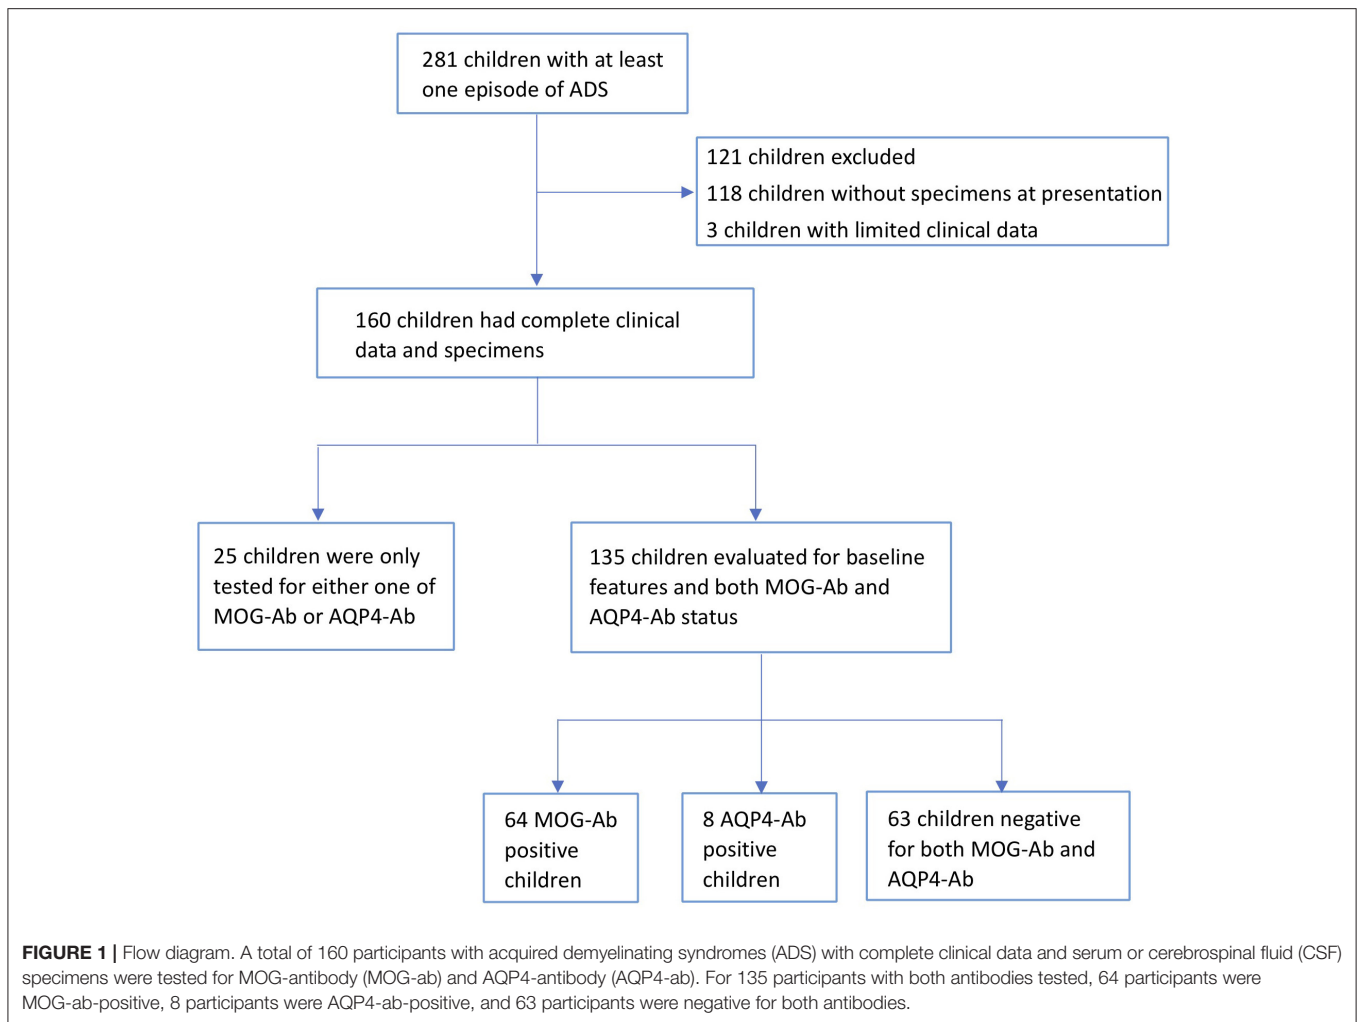 281 children with at least
one episode of ADS
121 children excluded
118 children without specimens at presentation
3 children with limited clinical data
160 children had complete clinical
data and specimens
25 children were only
tested for either one of
MOG-Ab or AQP4-Ab
135 children evaluated for baseline
features and both MOG-Ab and
AQP4-Ab status
64 MOG-Ab
positive
children
8 AQP4-Ab
positive
children
63 children negative
for both MOG-Ab and
AQP4-Ab
FIGURE 1 | Flow diagram. A total of 160 participants with acquired demyelinating syndromes (ADS) with complete clinical data and serum or cerebrospinal fluid (CSF)
specimens were tested for MOG-antibody (MOG-ab) and AQP4-antibody (AQP4-ab). For 135 participants with both antibodies tested, 64 participants were
MOG-ab-positive, 8 participants were AQP4-ab-positive, and 63 participants were negative for both antibodies.